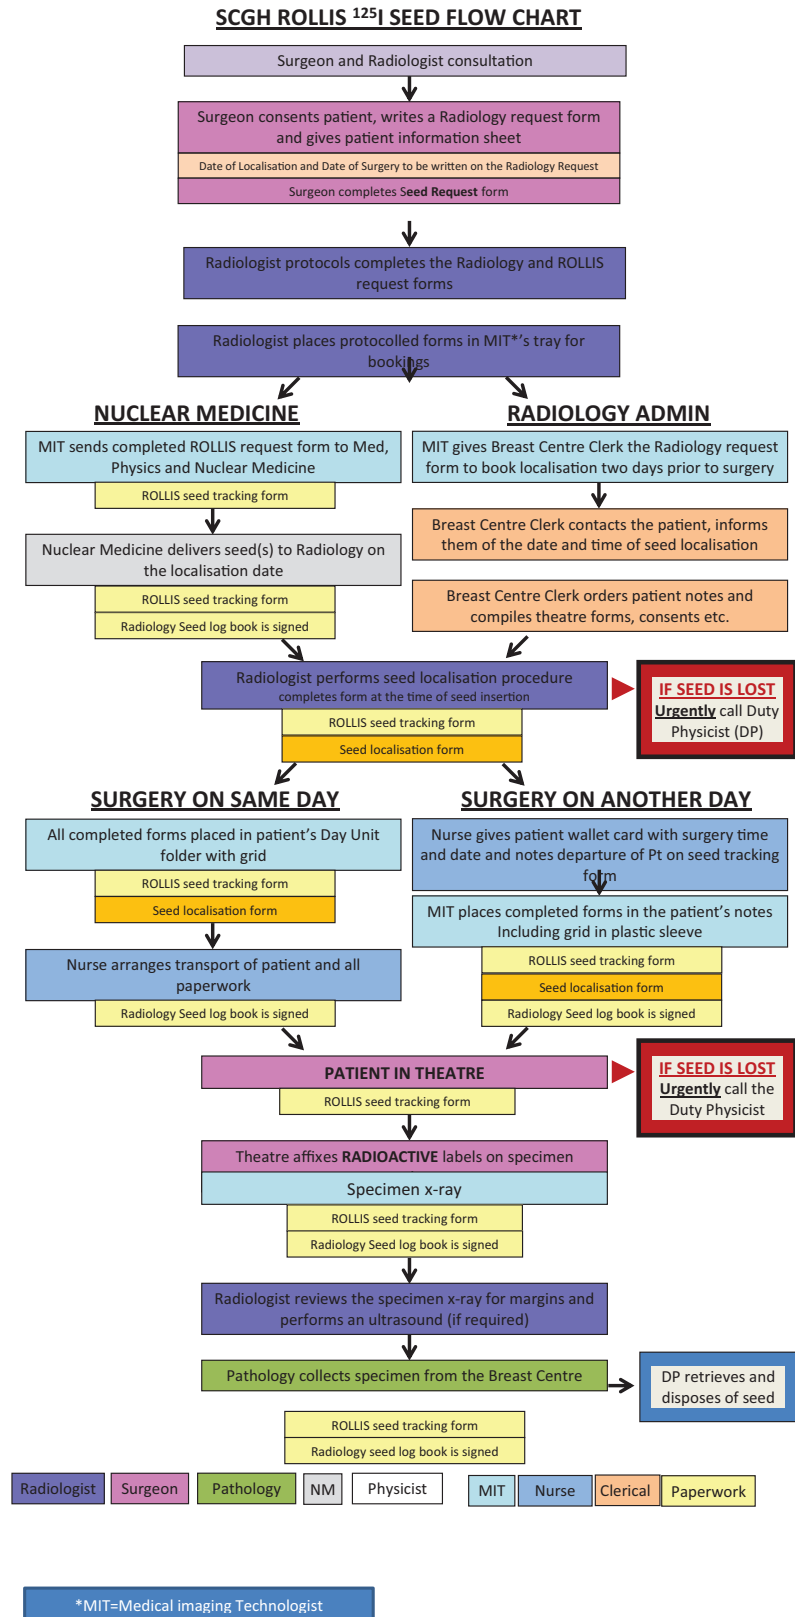 SCGH ROLLIS ¹²⁵I SEED FLOW CHART
Surgeon and Radiologist consultation
Surgeon consents patient, writes a Radiology request form
and gives patient information sheet
Date of Localisation and Date of Surgery to be written on the Radiology Request
Surgeon completes Seed Request form
Radiologist protocols completes the Radiology and ROLLIS
request forms
Radiologist places protocolled forms in MIT*'s tray for
bookings
NUCLEAR MEDICINE
MIT sends completed ROLLIS request form to Med,
Physics and Nuclear Medicine
ROLLIS seed tracking form
Nuclear Medicine delivers seed(s) to Radiology on
the localisation date
ROLLIS seed tracking form
Radiology Seed log book is signed
RADIOLOGY ADMIN
MIT gives Breast Centre Clerk the Radiology request
form to book localisation two days prior to surgery
Breast Centre Clerk contacts the patient, informs
them of the date and time of seed localisation
Breast Centre Clerk orders patient notes and
compiles theatre forms, consents etc.
Radiologist performs seed localisation procedure
completes form at the time of seed insertion
ROLLIS seed tracking form
Seed localisation form
IF SEED IS LOST
Urgently call Duty
Physicist (DP)
SURGERY ON SAME DAY
All completed forms placed in patient's Day Unit
folder with grid
ROLLIS seed tracking form
Seed localisation form
Nurse arranges transport of patient and all
paperwork
Radiology Seed log book is signed
SURGERY ON ANOTHER DAY
Nurse gives patient wallet card with surgery time
and date and notes departure of Pt on seed tracking
form
MIT places completed forms in the patient's notes
Including grid in plastic sleeve
ROLLIS seed tracking form
Seed localisation form
Radiology Seed log book is signed
PATIENT IN THEATRE
ROLLIS seed tracking form
IF SEED IS LOST
Urgently call the
Duty Physicist
Theatre affixes RADIOACTIVE labels on specimen
Specimen x-ray
ROLLIS seed tracking form
Radiology Seed log book is signed
Radiologist reviews the specimen x-ray for margins and
performs an ultrasound (if required)
Pathology collects specimen from the Breast Centre
DP retrieves and
disposes of seed
ROLLIS seed tracking form
Radiology seed log book is signed
Radiologist
Surgeon
Pathology
NM
Physicist
MIT
Nurse
Clerical
Paperwork
*MIT=Medical imaging Technologist